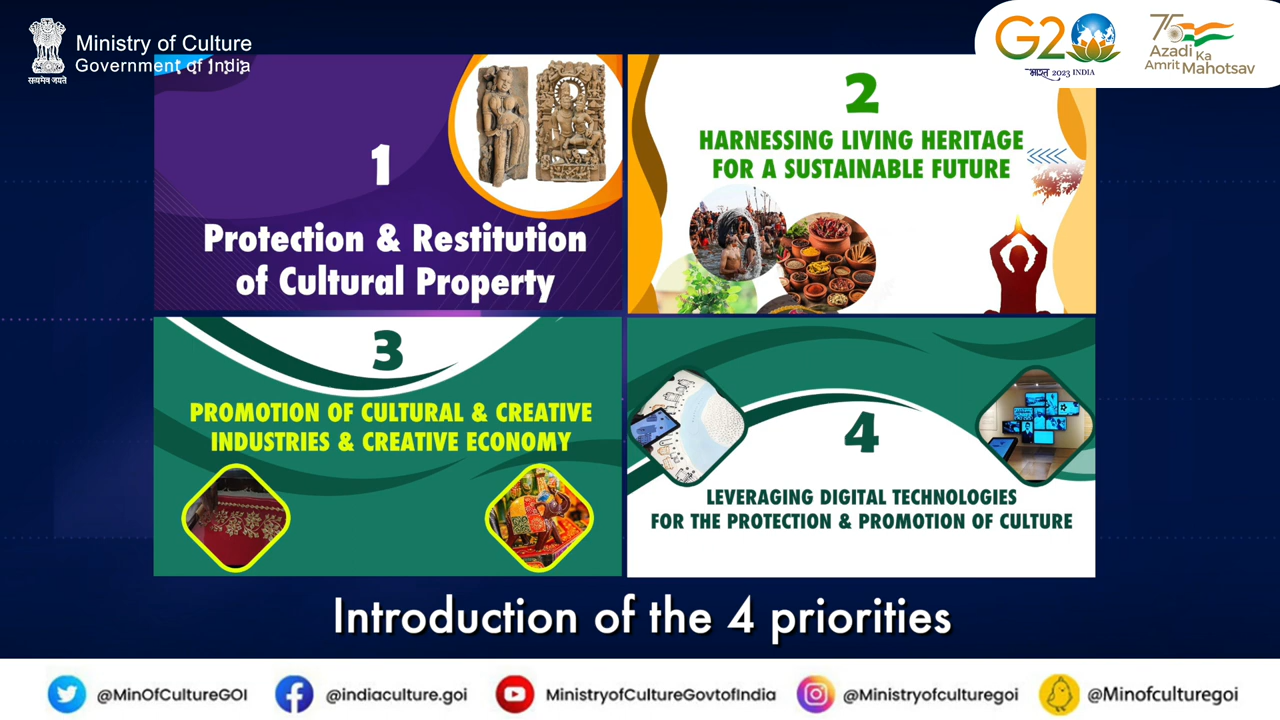 Ministry of Culture
Government of India
सत्यमेव जयते
G20
भारत 2023 INDIA
75
Azadi
Ka
Amrit Mahotsav
1
Protection & Restitution
of Cultural Property
2
HARNESSING LIVING HERITAGE
FOR A SUSTAINABLE FUTURE
3
PROMOTION OF CULTURAL & CREATIVE
INDUSTRIES & CREATIVE ECONOMY
4
LEVERAGING DIGITAL TECHNOLOGIES
FOR THE PROTECTION & PROMOTION OF CULTURE
Introduction of the 4 priorities
@MinOfCultureGOI
@indiaculture.goi
MinistryofCultureGovtofIndia
@Ministryofculturegoi
@Minofculturegoi